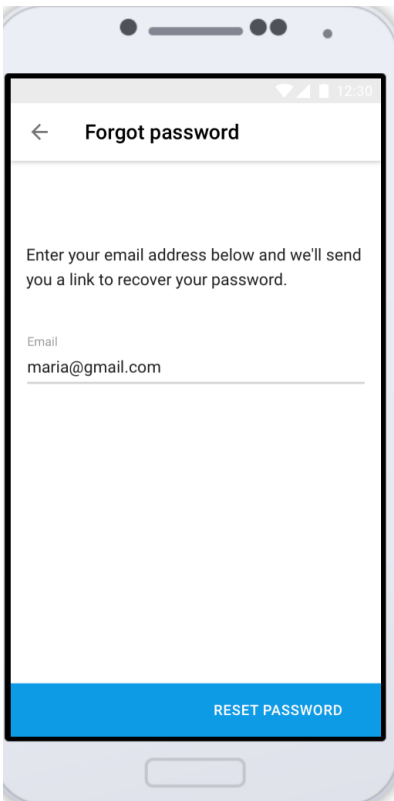 12:30
Forgot password
Enter your email address below and we'll send
you a link to recover your password.
Email
maria@gmail.com
RESET PASSWORD